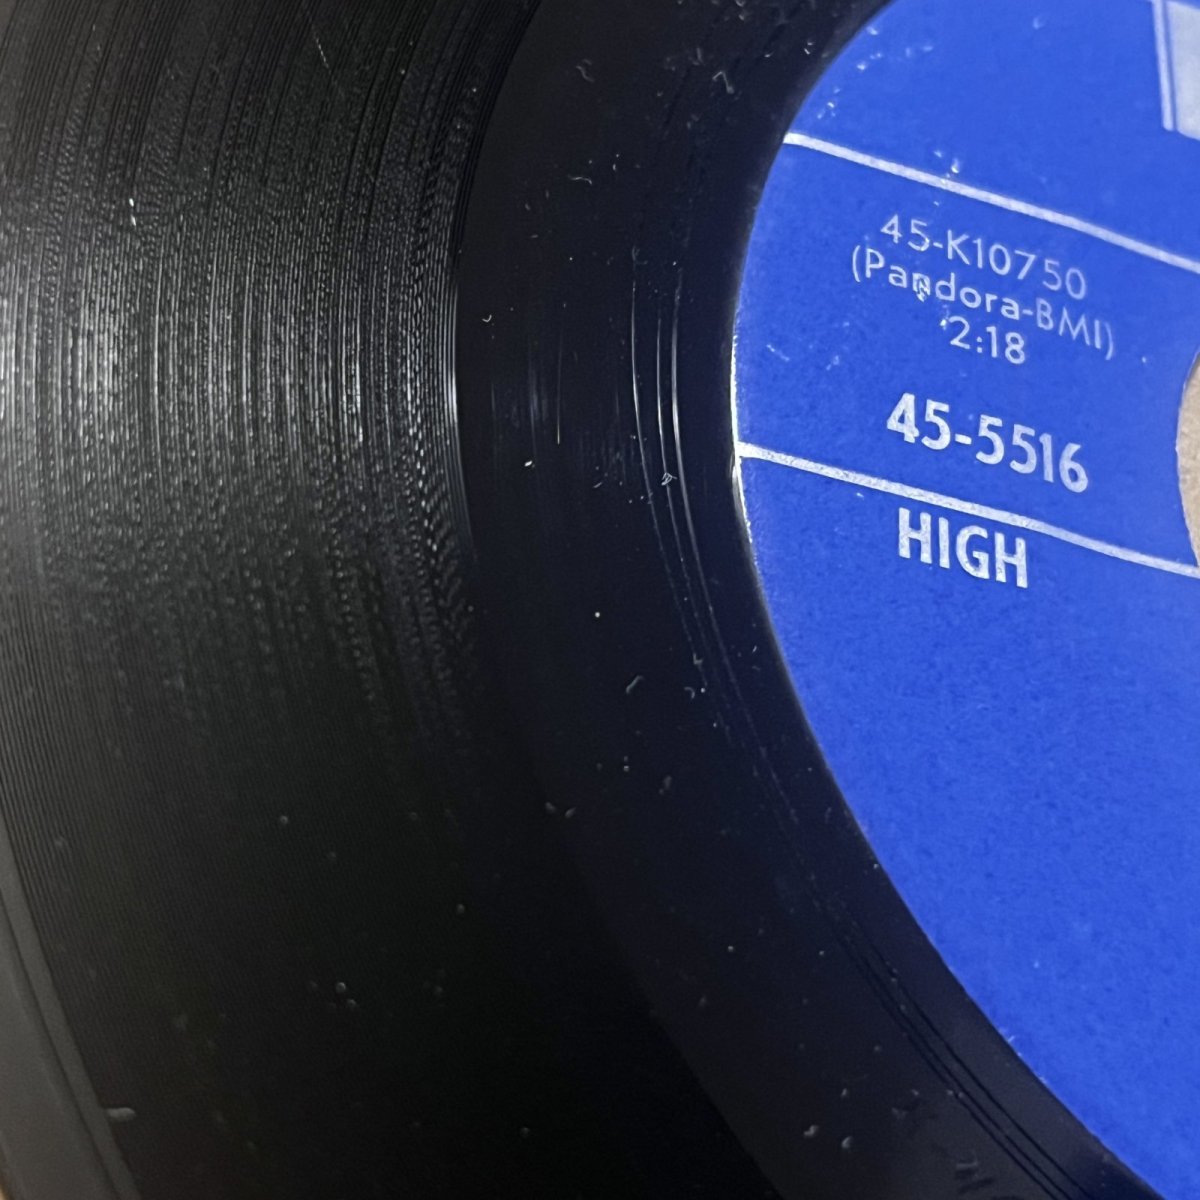 45-K10750
(Pandora-BMI)
2:18
45-5516
HIGH